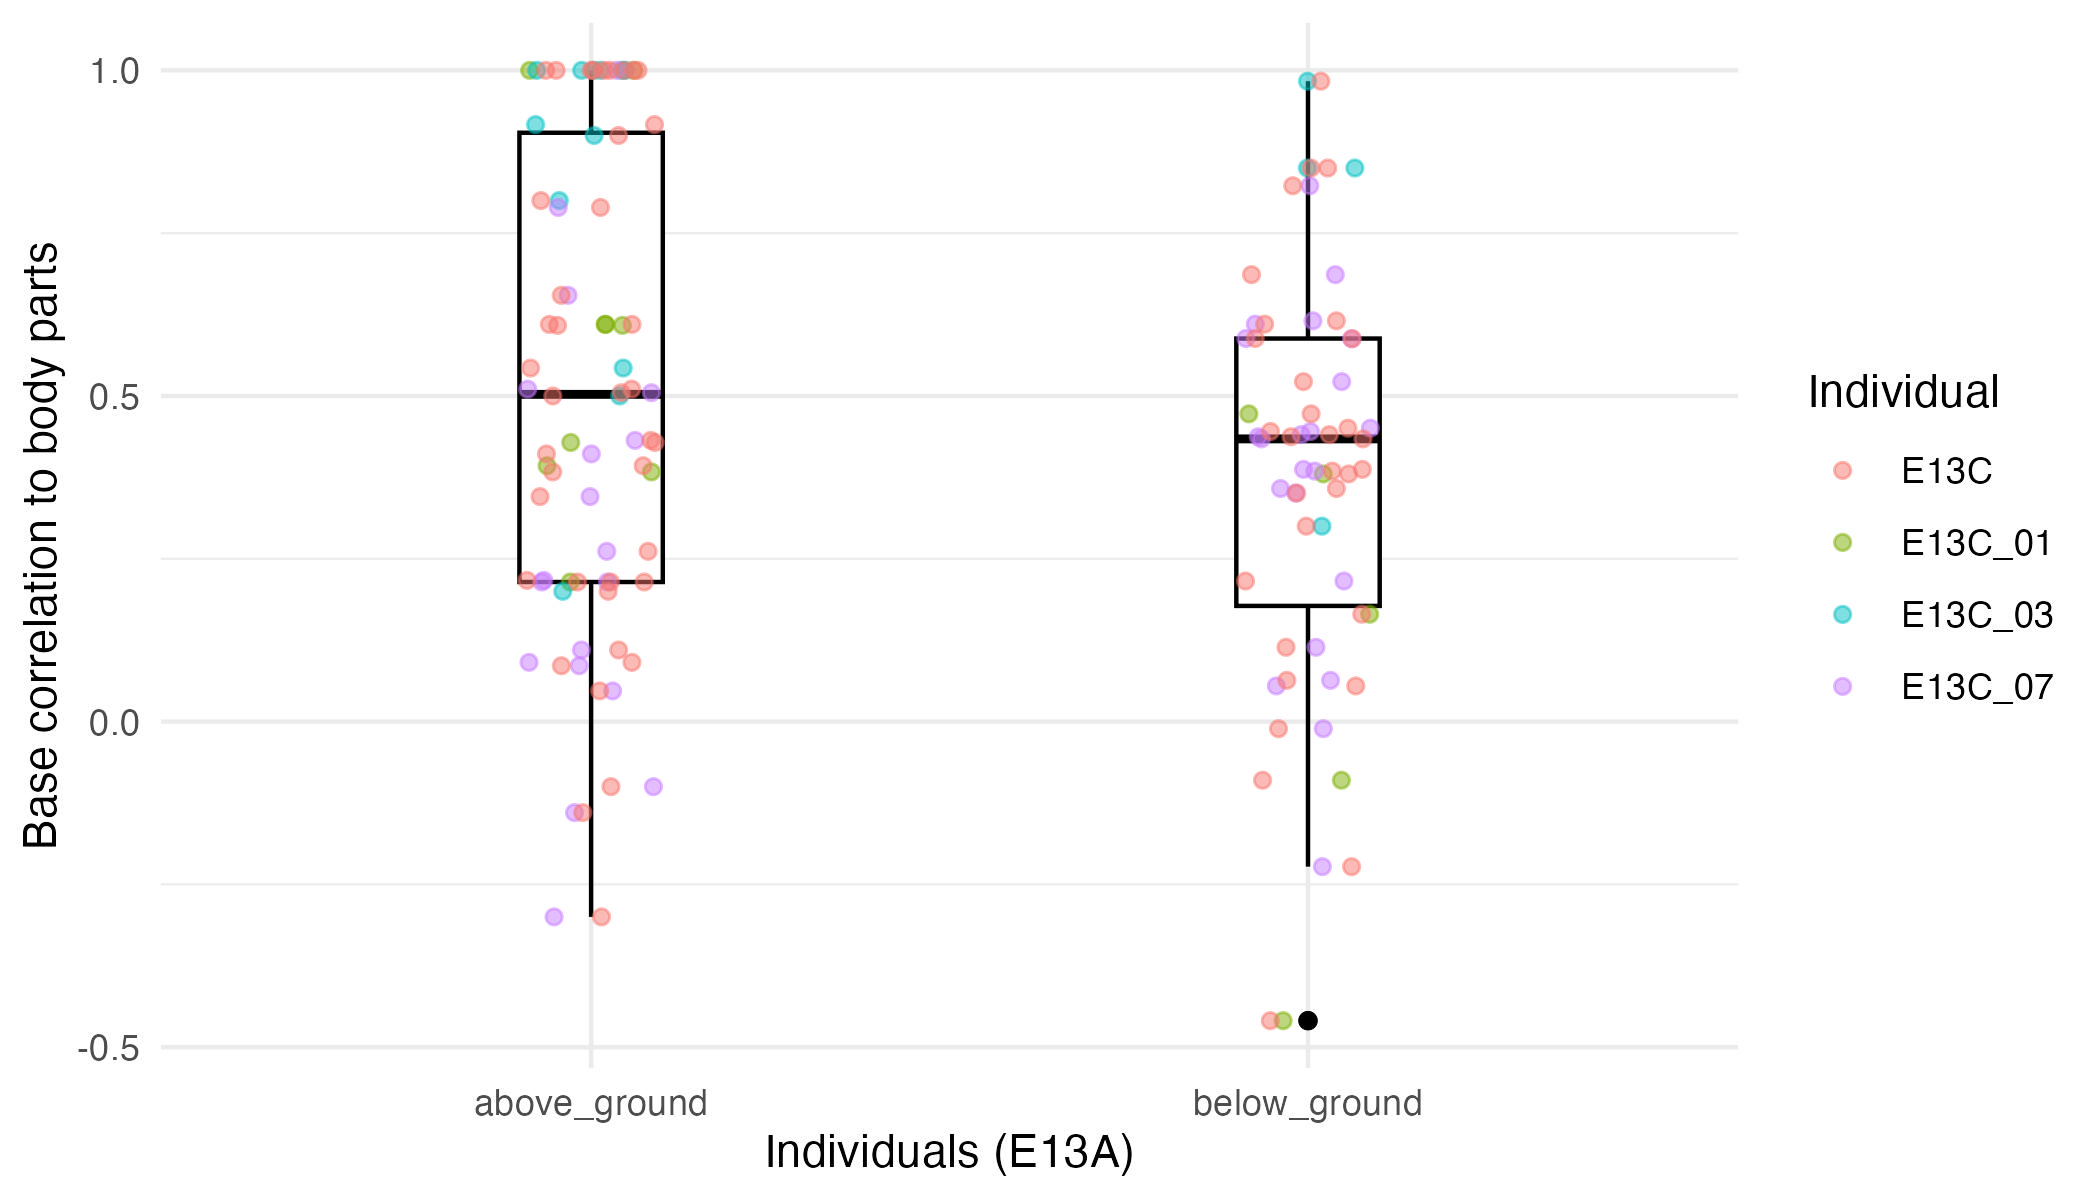 Base correlation to body parts
1.0
0.5
0.0
-0.5
above_ground
below_ground
Individuals (E13A)
Individual
E13C
E13C_01
E13C_03
E13C_07